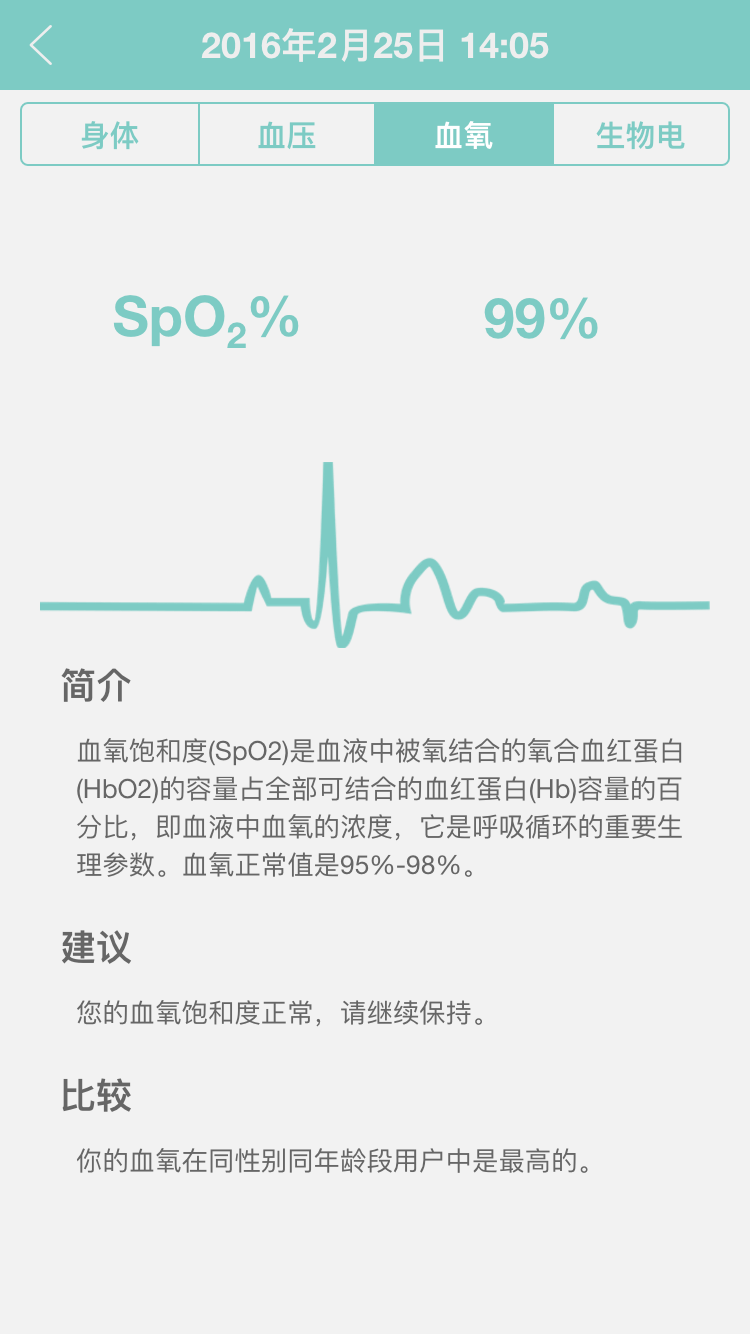 2016年2月25日 14:05
身体 血压 血氧 生物电
SpO₂% 99%
简介
血氧饱和度(SpO2)是血液中被氧结合的氧合血红蛋白
(HbO2)的容量占全部可结合的血红蛋白(Hb)容量的百
分比，即血液中血氧的浓度，它是呼吸循环的重要生
理参数。血氧正常值是95%-98%。
建议
您的血氧饱和度正常，请继续保持。
比较
你的血氧在同性别同年龄段用户中是最高的。